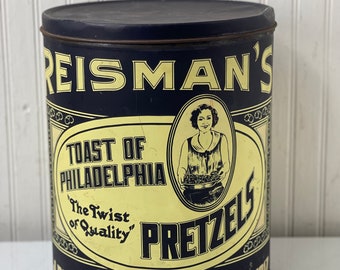 REISMAN'S
TOAST OF
PHILADELPHIA
"The Twist
of Quality"
PRETZELS